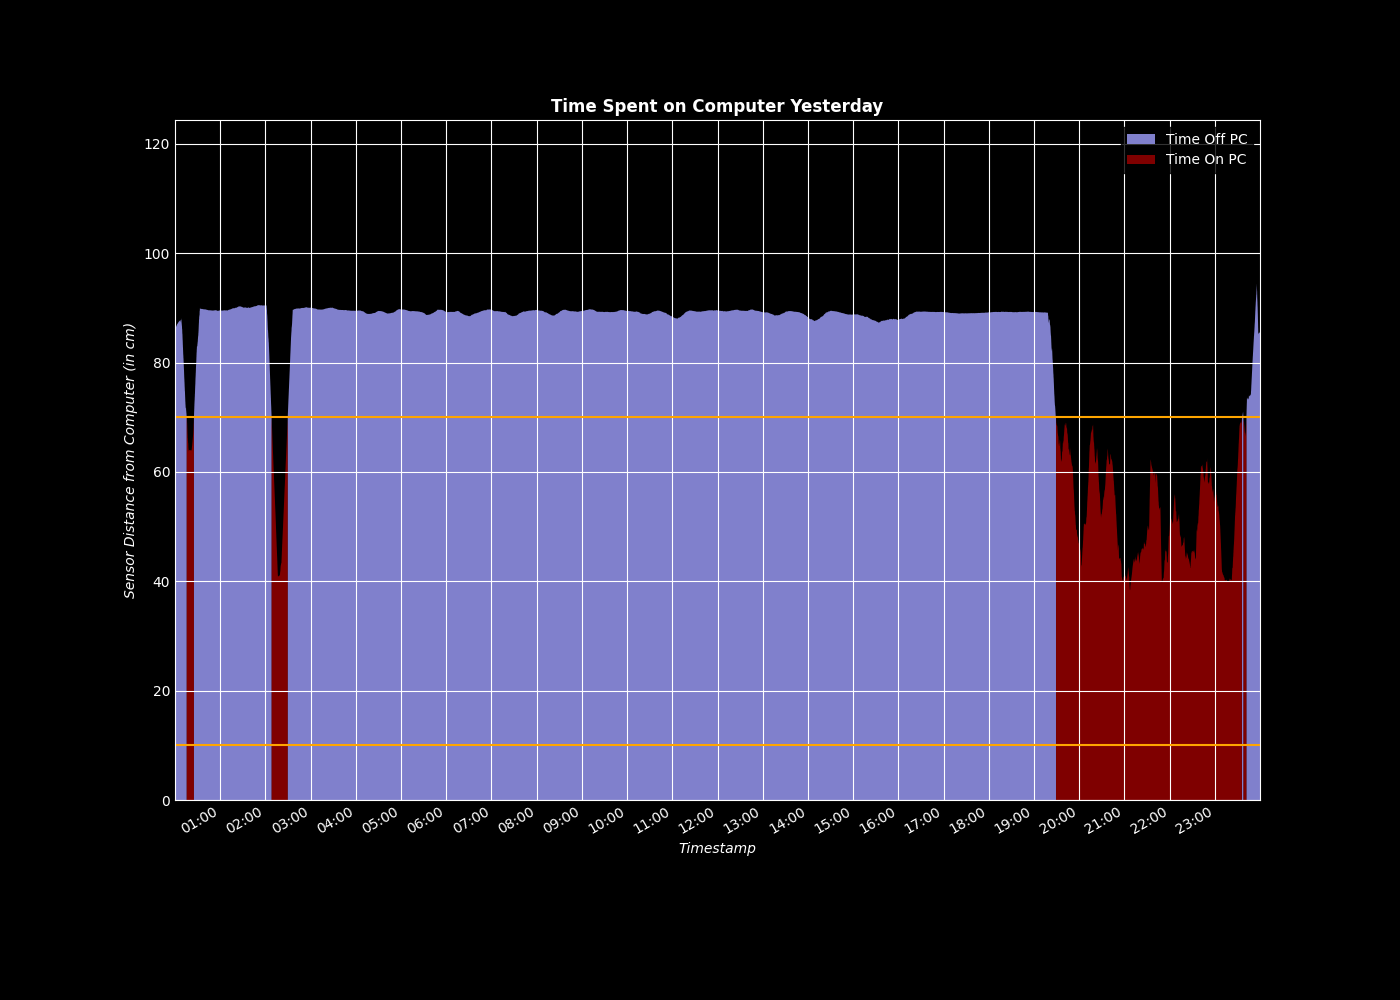 Time Spent on Computer Yesterday
Time Off PC
Time On PC
Sensor Distance from Computer (in cm)
120
100
80
60
40
20
0
01:00 02:00 03:00 04:00 05:00 06:00 07:00 08:00 09:00 10:00 11:00 12:00 13:00 14:00 15:00 16:00 17:00 18:00 19:00 20:00 21:00 22:00 23:00
Timestamp